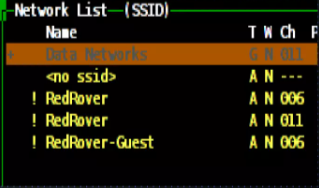 Network List—(SSID)
Name T W Ch P
Data Networks G N 011
<no ssid> A N ---
! RedRover A N 006
! RedRover A N 011
! RedRover-Guest A N 006